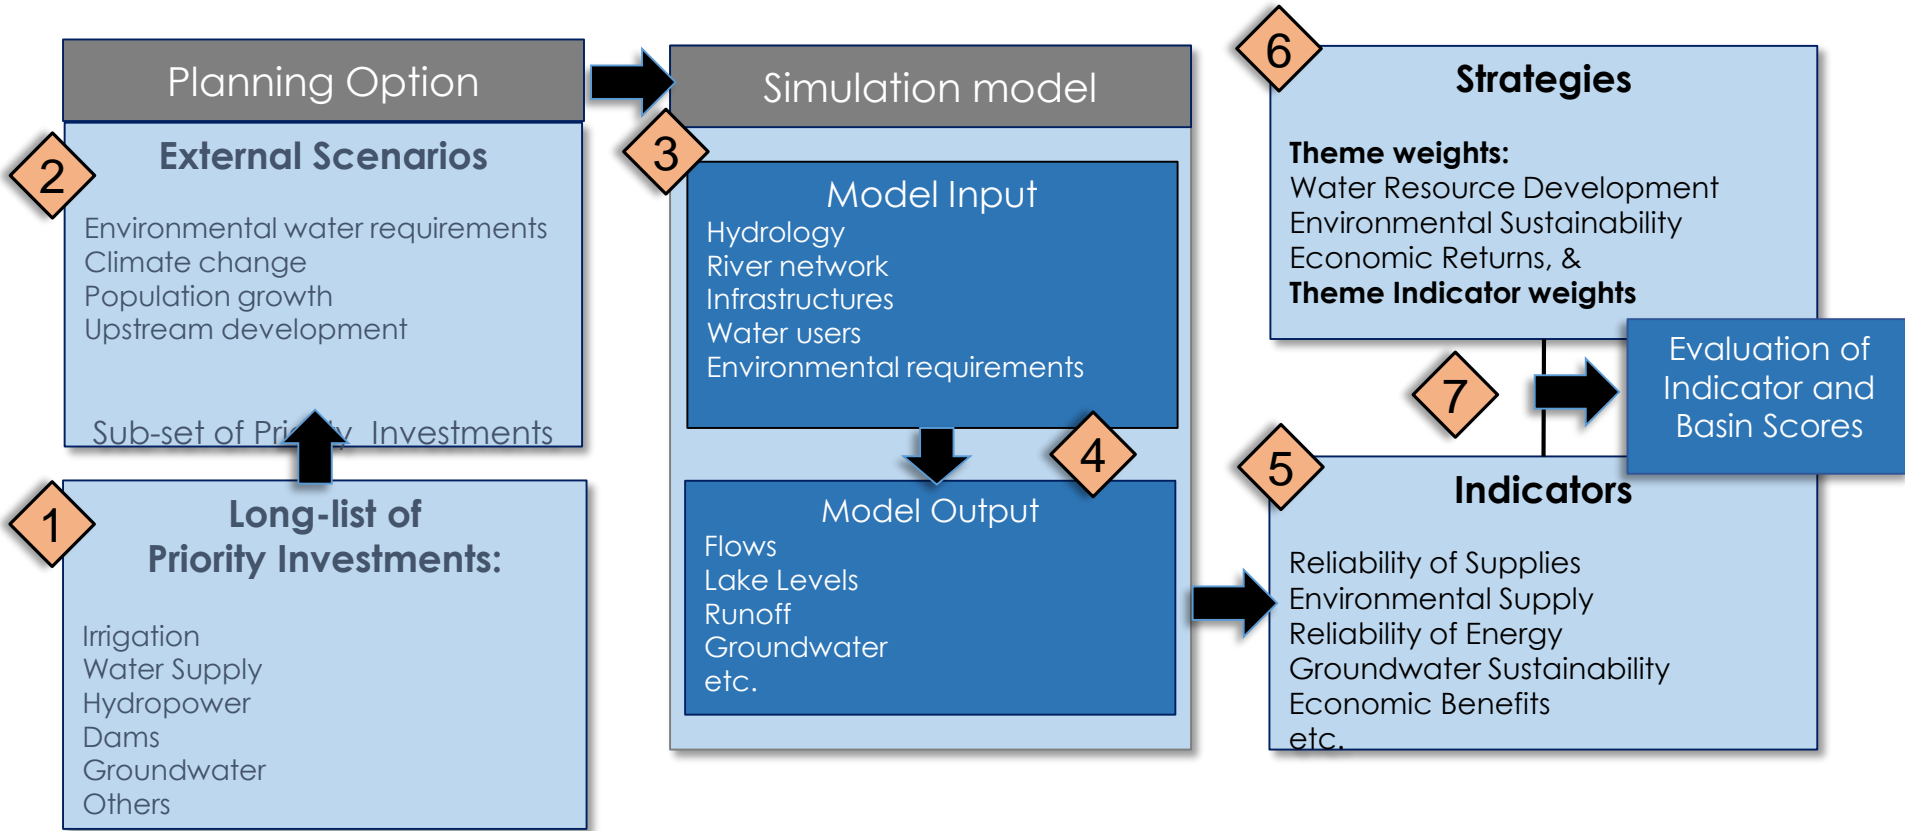 Planning Option
2
External Scenarios
Environmental water requirements
Climate change
Population growth
Upstream development
Sub-set of Priority Investments
1
Long-list of
Priority Investments:
Irrigation
Water Supply
Hydropower
Dams
Groundwater
Others
Simulation model
3
Model Input
Hydrology
River network
Infrastructures
Water users
Environmental requirements
4
Model Output
Flows
Lake Levels
Runoff
Groundwater
etc.
6
Strategies
Theme weights:
Water Resource Development
Environmental Sustainability
Economic Returns, &
Theme Indicator weights
7
Evaluation of
Indicator and
Basin Scores
5
Indicators
Reliability of Supplies
Environmental Supply
Reliability of Energy
Groundwater Sustainability
Economic Benefits
etc.